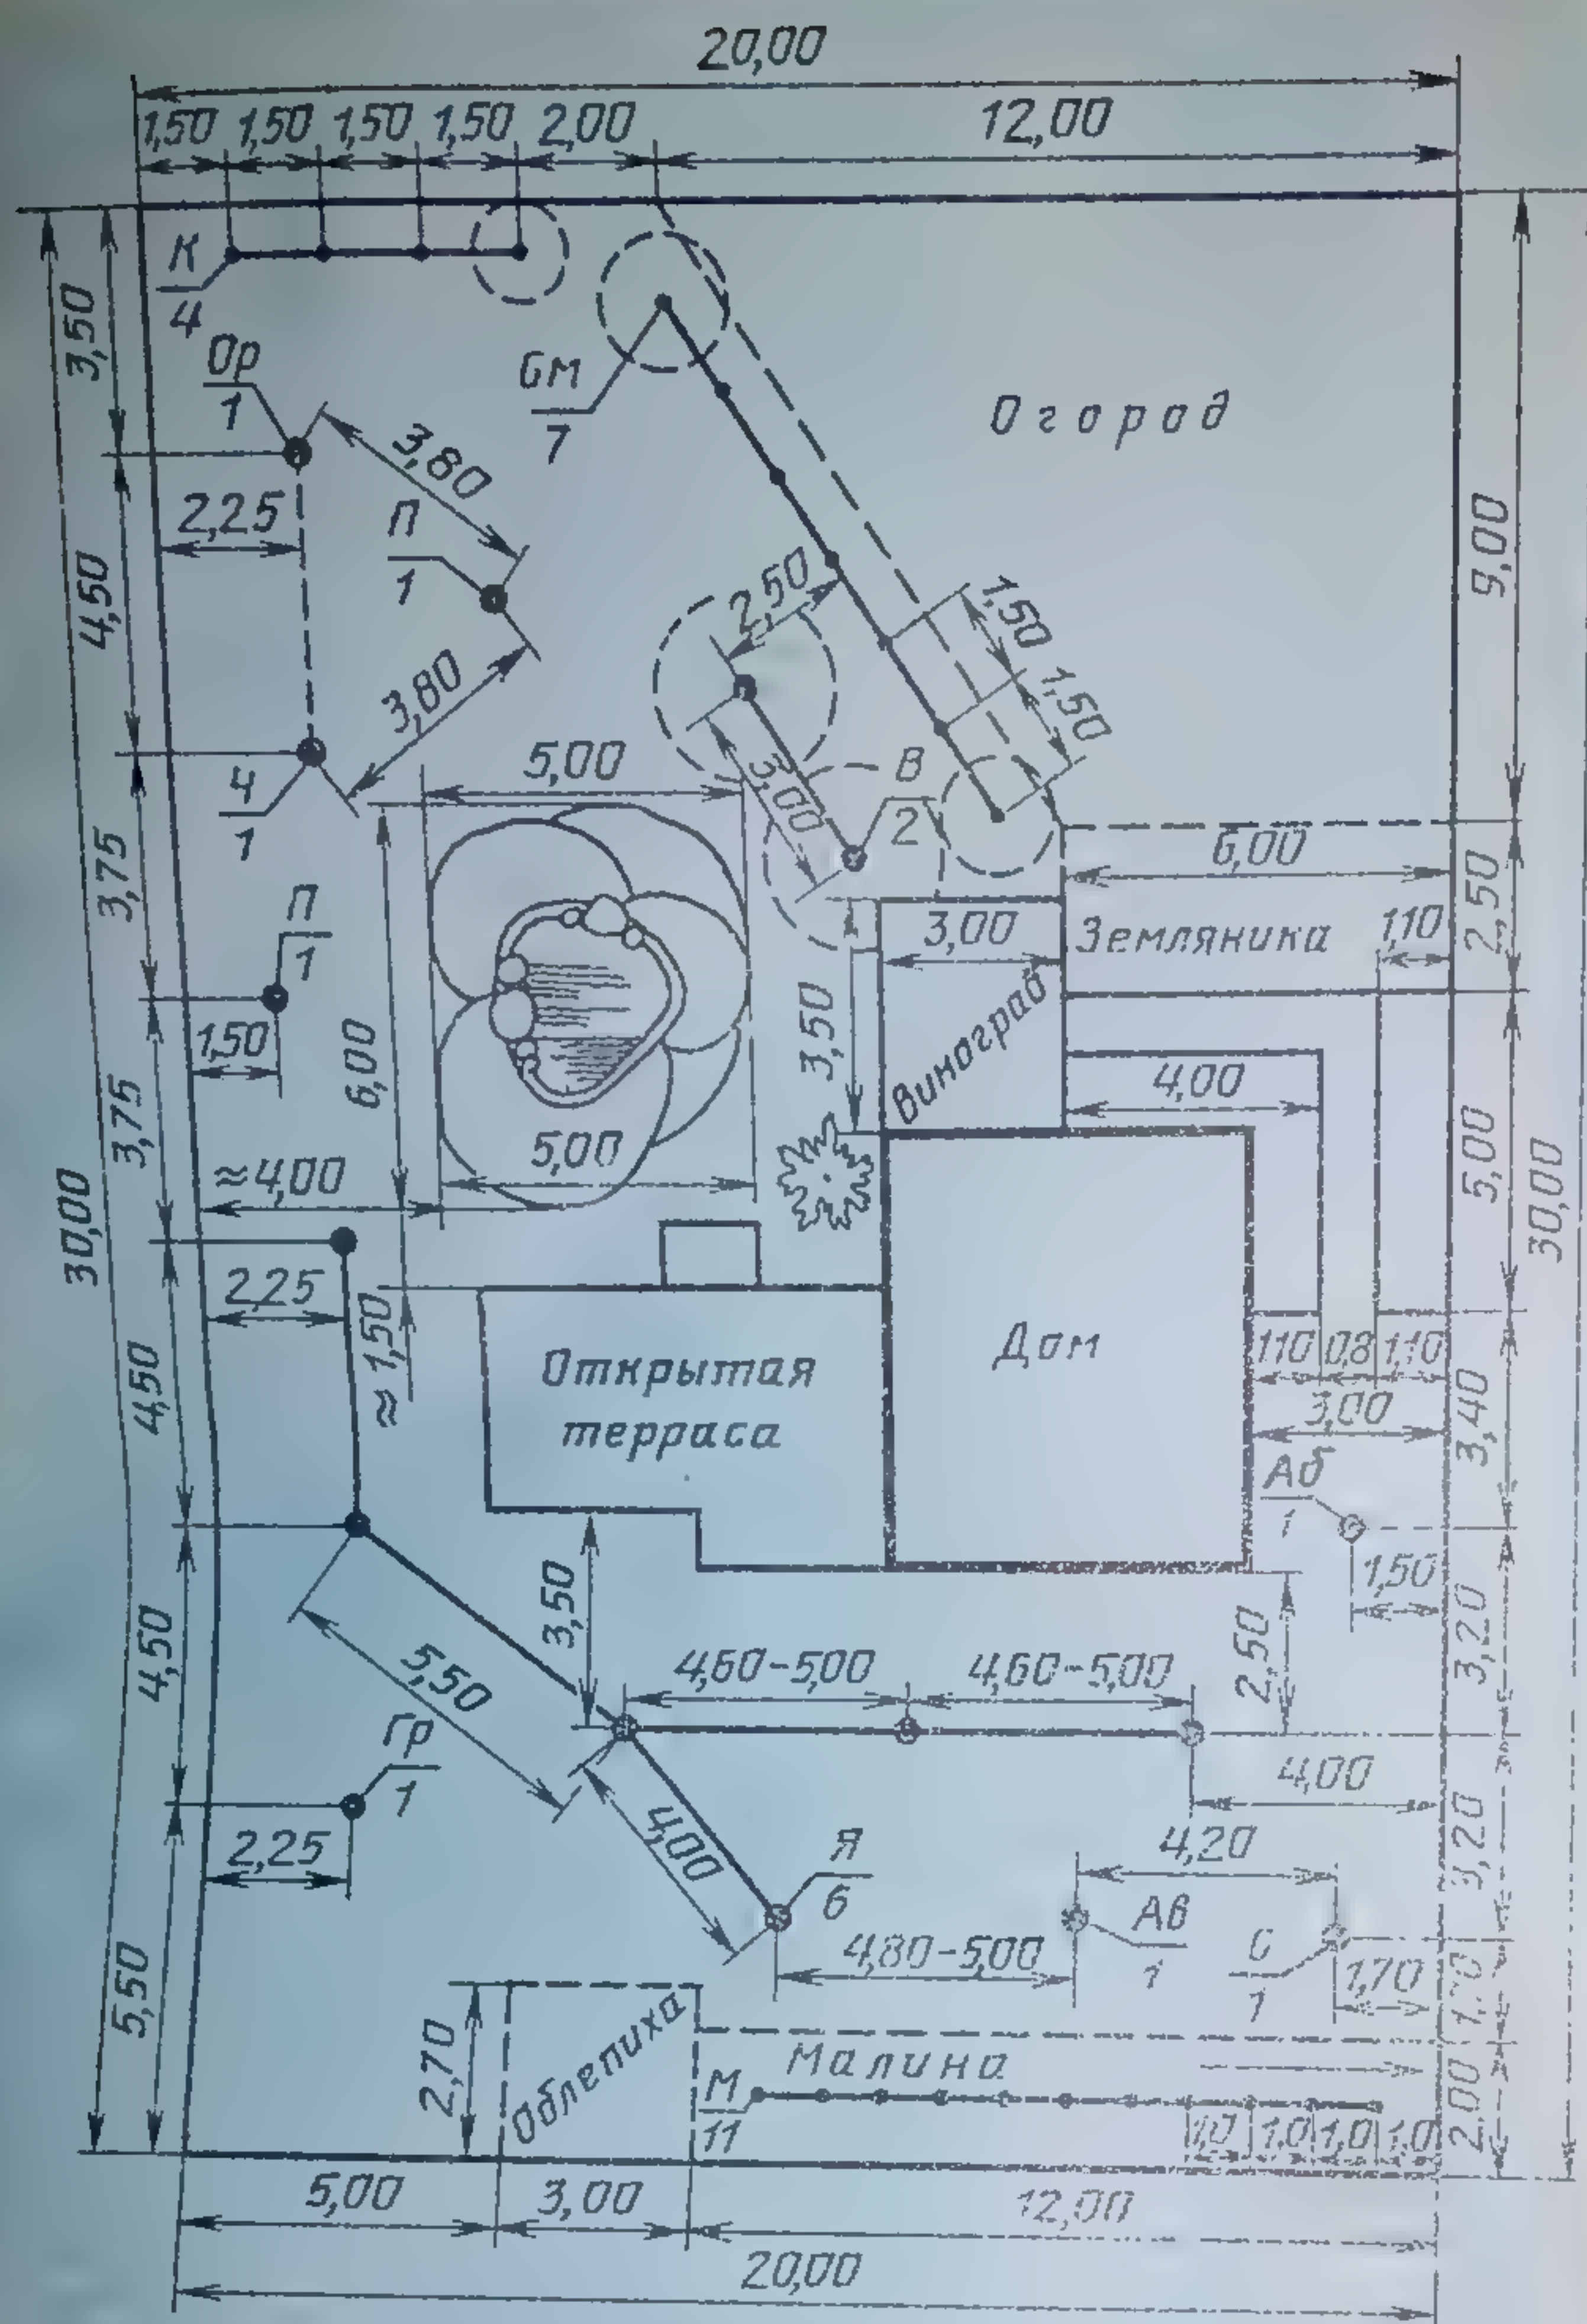 20,00
1,50 1,50 1,50 1,50 2,00 12,00
К
4
3,50
Ор
1
См
7
Огород
3,80
2,25
П
1
9,00
4,50
2,50
1,50
1,50
3,80
5,00
3,00
В
2
Ч
1
6,00
3,75
2,50
П
1
3,00
Земляника
1,10
3,50
Виноград
1,50
6,00
4,00
3,75
5,00
5,00
≈4,00
30,00
30,00
2,25
≈1,50
Открытая
терраса
Дом
1,10 0,8 1,10
4,50
3,00
3,40
Аб
1
1,50
3,50
4,50
2,50
3,20
5,50
4,60-5,00 4,60-5,00
Гр
1
4,00
4,00
2,25
4,20
3,20
Я
6
Ав
1
4,80-5,00
С
1
1,70
1,70
5,50
2,70
Облепиха
Малина
М
11
1,0 1,0 1,0 1,0
2,00
5,00 3,00 12,00
20,00